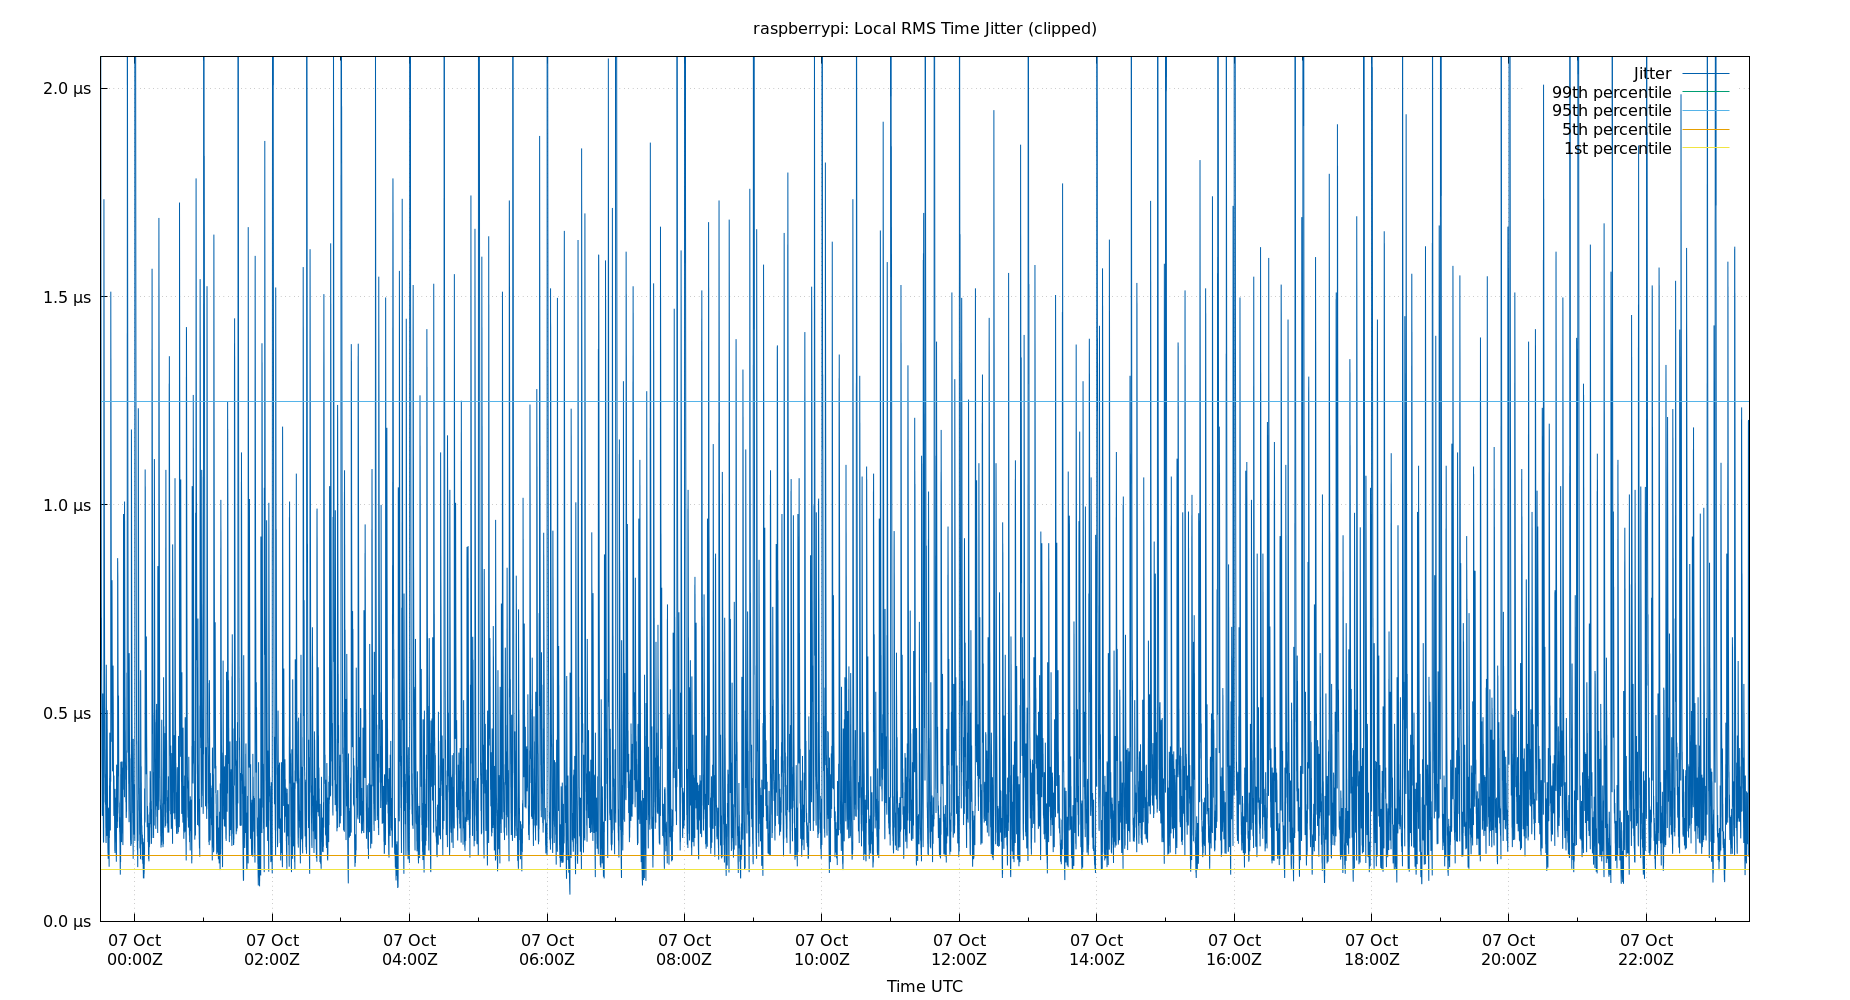 raspberrypi: Local RMS Time Jitter (clipped)
2.0 µs
1.5 µs
1.0 µs
0.5 µs
0.0 µs
Jitter
99th percentile
95th percentile
5th percentile
1st percentile
07 Oct 07 Oct 07 Oct 07 Oct 07 Oct 07 Oct 07 Oct 07 Oct 07 Oct 07 Oct 07 Oct 07 Oct
00:00Z 02:00Z 04:00Z 06:00Z 08:00Z 10:00Z 12:00Z 14:00Z 16:00Z 18:00Z 20:00Z 22:00Z
Time UTC